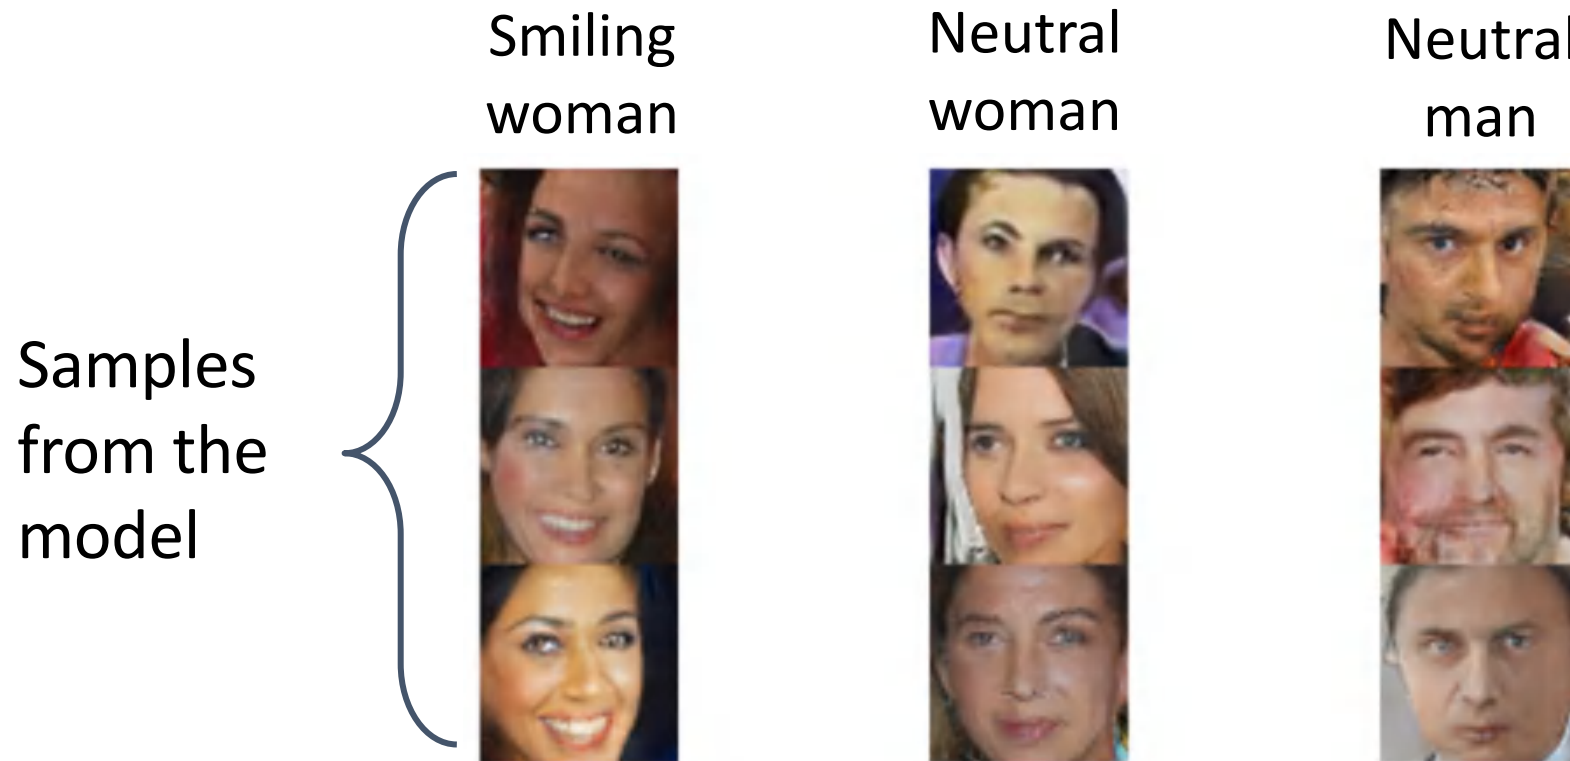 Smiling
woman
Neutral
woman
Neutral
man
Samples
from the
model